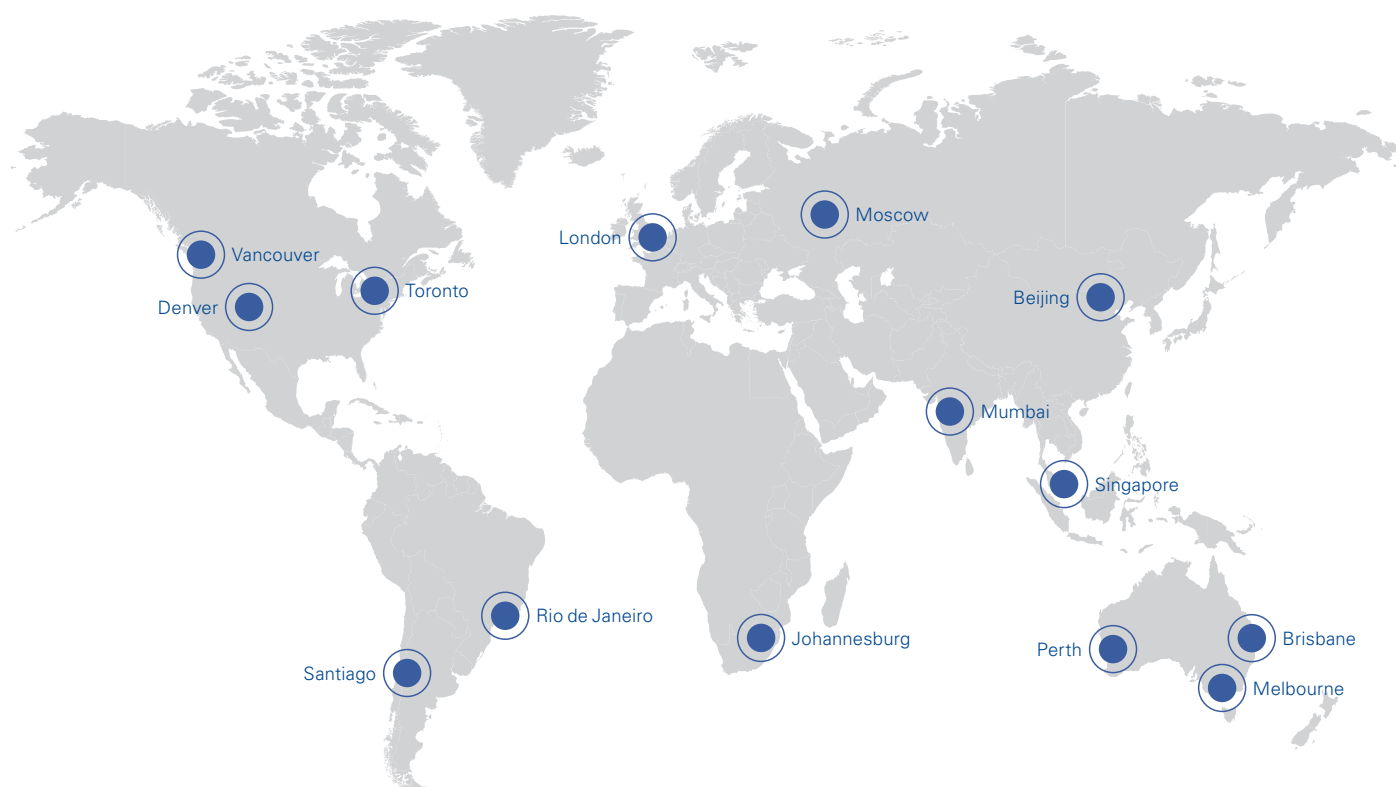 Moscow
London
Vancouver
Toronto
Beijing
Denver
Mumbai
Singapore
Rio de Janeiro
Johannesburg
Brisbane
Perth
Santiago
Melbourne